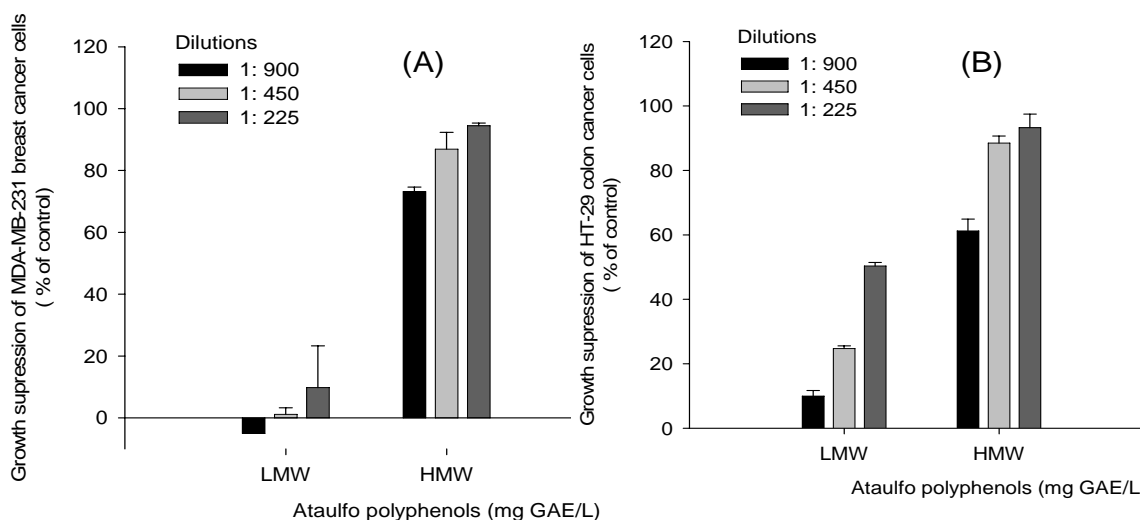 Growth supression of MDA-MB-231 breast cancer cells
( % of control)
120
100
80
60
40
20
0
Dilutions
1: 900
1: 450
1: 225
(A)
LMW
HMW
Ataulfo polyphenols (mg GAE/L)
Growth supression of HT-29 colon cancer cells
( % of control)
120
100
80
60
40
20
0
Dilutions
1: 900
1: 450
1: 225
(B)
LMW
HMW
Ataulfo polyphenols (mg GAE/L